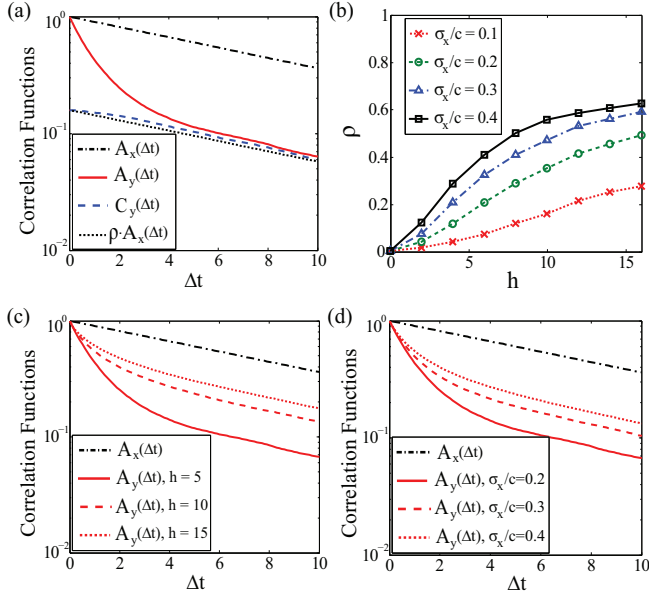 (a)
Correlation Functions
10^0
10^-1
10^-2
A_x(Δt)
A_y(Δt)
C_y(Δt)
ρ·A_x(Δt)
0 2 4 6 8 10
Δt
(b)
ρ
1
0.8
0.6
0.4
0.2
0
σ_x/c = 0.1
σ_x/c = 0.2
σ_x/c = 0.3
σ_x/c = 0.4
0 5 10 15
h
(c)
Correlation Functions
10^0
10^-1
10^-2
A_x(Δt)
A_y(Δt), h = 5
A_y(Δt), h = 10
A_y(Δt), h = 15
0 2 4 6 8 10
Δt
(d)
Correlation Functions
10^0
10^-1
10^-2
A_x(Δt)
A_y(Δt), σ_x/c=0.2
A_y(Δt), σ_x/c=0.3
A_y(Δt), σ_x/c=0.4
0 2 4 6 8 10
Δt